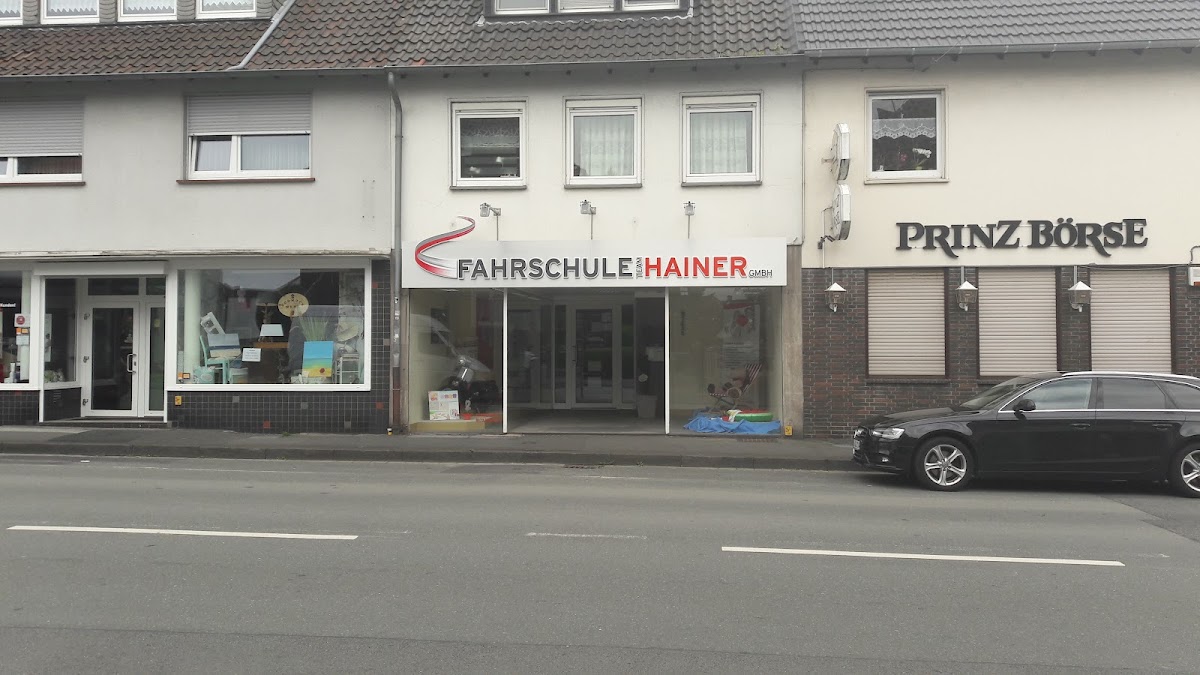 FAHRSCHULE TEAM HAINER GMBH
PRINZ BÖRSE